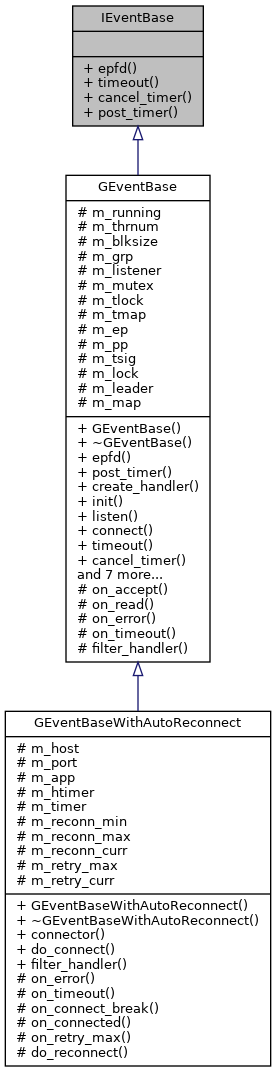 IEventBase
+ epfd()
+ timeout()
+ cancel_timer()
+ post_timer()
GEventBase
# m_running
# m_thrnum
# m_blksize
# m_grp
# m_listener
# m_mutex
# m_tlock
# m_tmap
# m_ep
# m_pp
# m_tsig
# m_lock
# m_leader
# m_map
+ GEventBase()
+ ~GEventBase()
+ epfd()
+ post_timer()
+ create_handler()
+ init()
+ listen()
+ connect()
+ timeout()
+ cancel_timer()
and 7 more...
# on_accept()
# on_read()
# on_error()
# on_timeout()
# filter_handler()
GEventBaseWithAutoReconnect
# m_host
# m_port
# m_app
# m_htimer
# m_timer
# m_reconn_min
# m_reconn_max
# m_reconn_curr
# m_retry_max
# m_retry_curr
+ GEventBaseWithAutoReconnect()
+ ~GEventBaseWithAutoReconnect()
+ connector()
+ do_connect()
+ filter_handler()
# on_error()
# on_timeout()
# on_connect_break()
# on_connected()
# on_retry_max()
# do_reconnect()